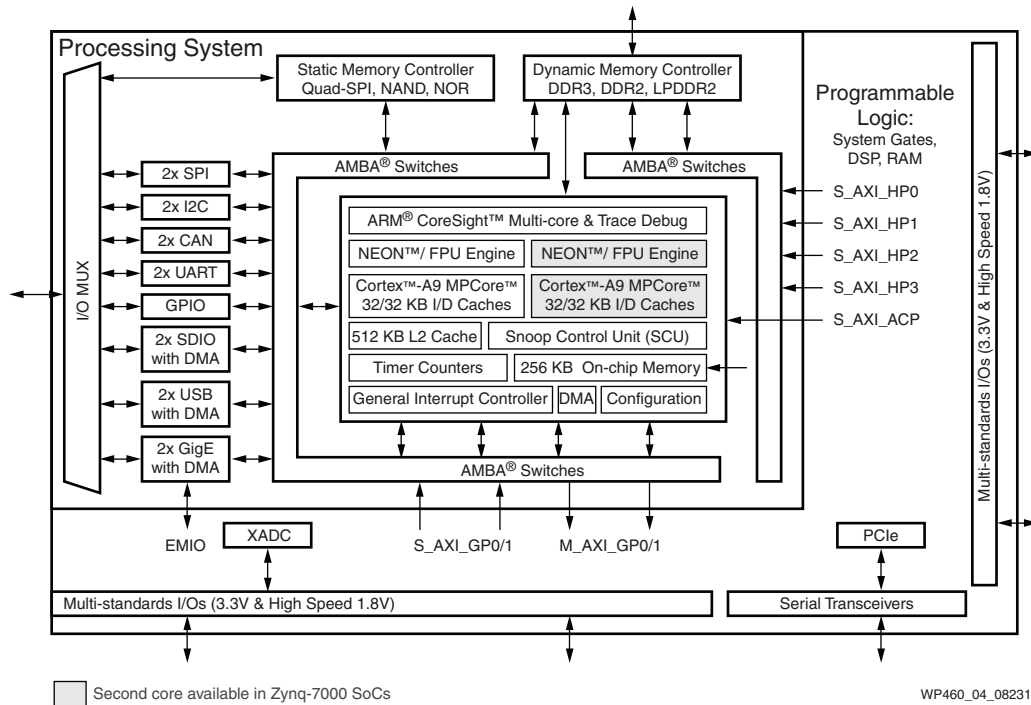 Processing System
Static Memory Controller
Quad-SPI, NAND, NOR
Dynamic Memory Controller
DDR3, DDR2, LPDDR2
Programmable
Logic:
System Gates,
DSP, RAM
I/O MUX
2x SPI
2x I2C
2x CAN
2x UART
GPIO
2x SDIO
with DMA
2x USB
with DMA
2x GigE
with DMA
AMBA® Switches
AMBA® Switches
ARM® CoreSight™ Multi-core & Trace Debug
NEON™/ FPU Engine
NEON™/ FPU Engine
Cortex™-A9 MPCore™
32/32 KB I/D Caches
Cortex™-A9 MPCore™
32/32 KB I/D Caches
512 KB L2 Cache
Snoop Control Unit (SCU)
Timer Counters
256 KB On-chip Memory
General Interrupt Controller
DMA
Configuration
AMBA® Switches
S_AXI_HP0
S_AXI_HP1
S_AXI_HP2
S_AXI_HP3
S_AXI_ACP
Multi-standards I/Os (3.3V & High Speed 1.8V)
EMIO
XADC
S_AXI_GP0/1
M_AXI_GP0/1
PCIe
Multi-standards I/Os (3.3V & High Speed 1.8V)
Serial Transceivers
Second core available in Zynq-7000 SoCs
WP460_04_08231